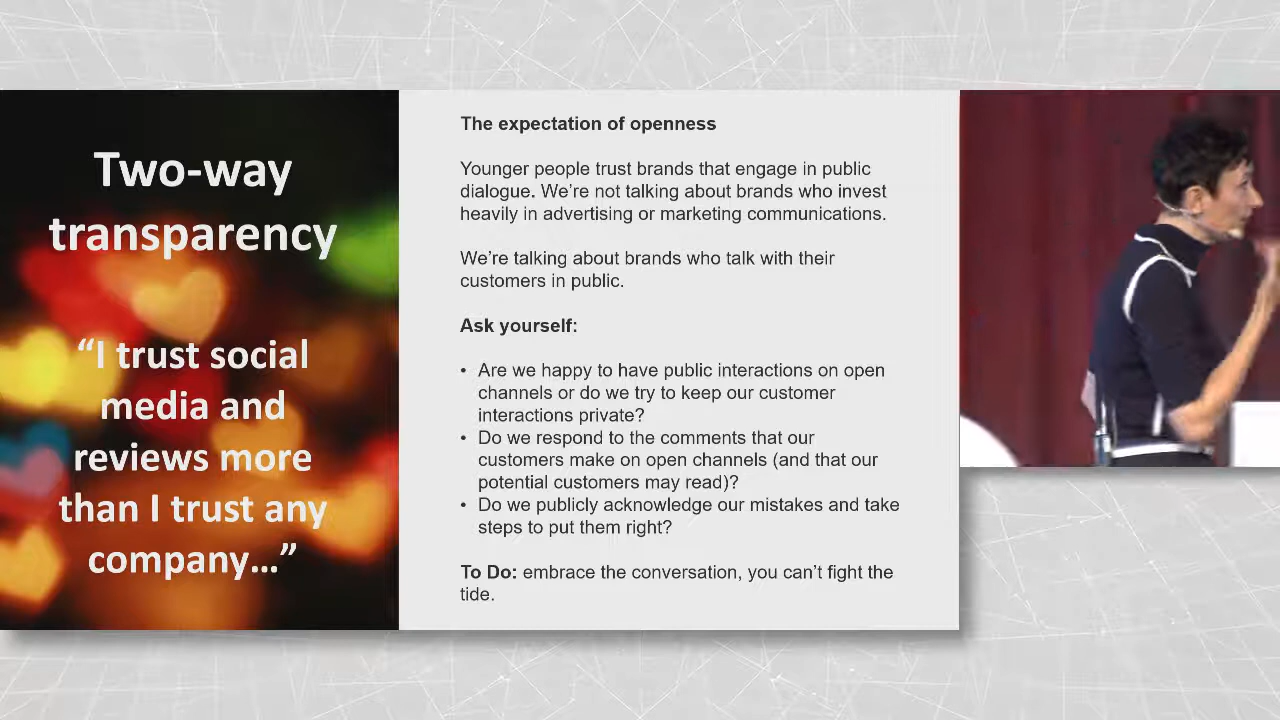 Two-way
transparency
“I trust social
media and
reviews more
than I trust any
company…”
The expectation of openness
Younger people trust brands that engage in public
dialogue. We’re not talking about brands who invest
heavily in advertising or marketing communications.
We’re talking about brands who talk with their
customers in public.
Ask yourself:
• Are we happy to have public interactions on open
channels or do we try to keep our customer
interactions private?
• Do we respond to the comments that our
customers make on open channels (and that our
potential customers may read)?
• Do we publicly acknowledge our mistakes and take
steps to put them right?
To Do: embrace the conversation, you can’t fight the
tide.